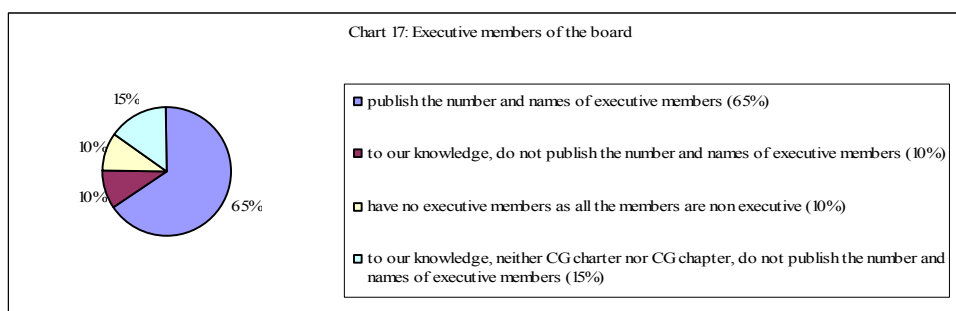 Chart 17: Executive members of the board
15%
10%
10%
65%
publish the number and names of executive members (65%)
to our knowledge, do not publish the number and names of executive members (10%)
have no executive members as all the members are non executive (10%)
to our knowledge, neither CG charter nor CG chapter, do not publish the number and
names of executive members (15%)